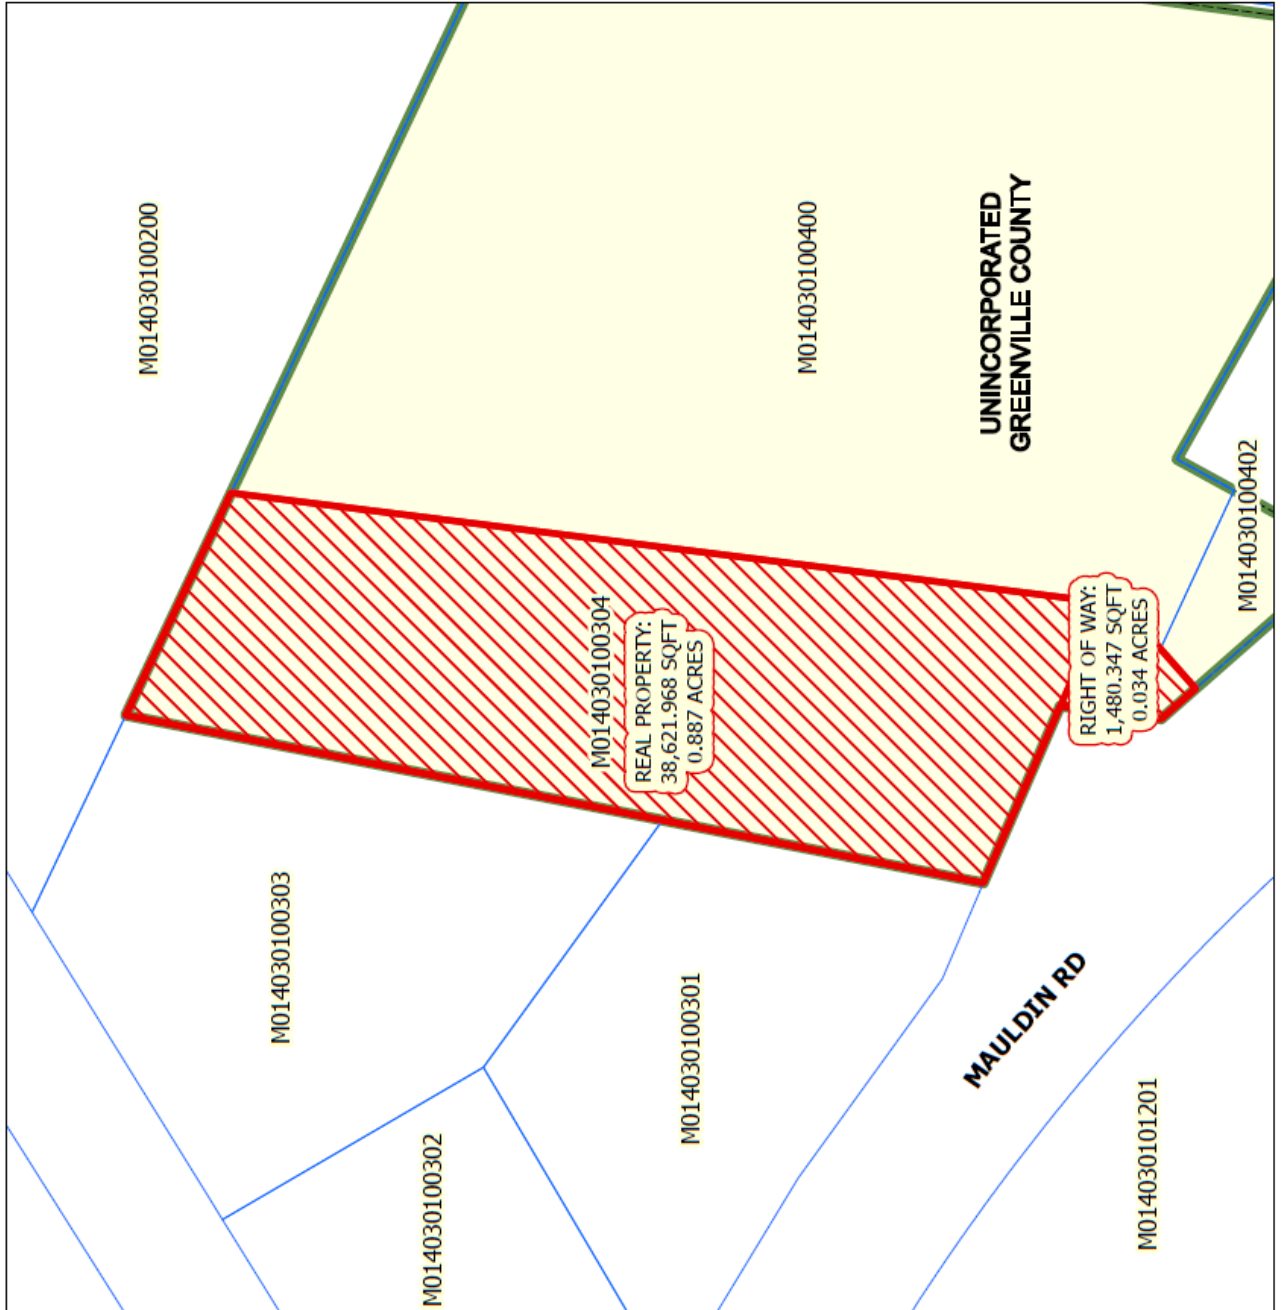 M014030100200
M014030100400
UNINCORPORATED
GREENVILLE COUNTY
M014030100402
M014030100304
REAL PROPERTY:
38,621.968 SQFT
0.887 ACRES
RIGHT OF WAY:
1,480.347 SQFT
0.034 ACRES
M014030100303
M014030100301
MAULDIN RD
M014030100302
M014030101201